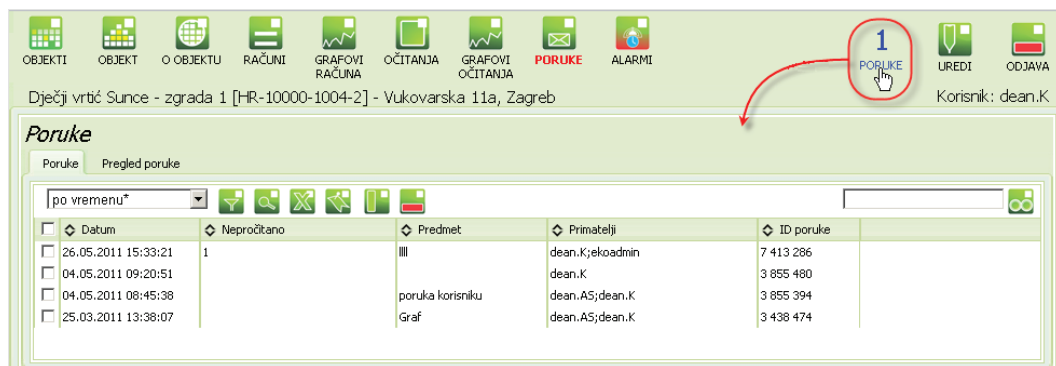 1
OBJEKTI OBJEKT O OBJEKTU RAČUNI GRAFOVI RAČUNA OČITANJA GRAFOVI OČITANJA PORUKE ALARMI PORUKE UREDI ODJAVA
Dječji vrtić Sunce - zgrada 1 [HR-10000-1004-2] - Vukovarska 11a, Zagreb Korisnik: dean.K
Poruke
Poruke Pregled poruke
po vremenu*
Datum Nepročitano Predmet Primatelji ID poruke
26.05.2011 15:33:21 1 llll dean.K;ekoadmin 7 413 286
04.05.2011 09:20:51 dean.K 3 855 480
04.05.2011 08:45:38 poruka korisniku dean.AS;dean.K 3 855 394
25.03.2011 13:38:07 Graf dean.AS;dean.K 3 438 474